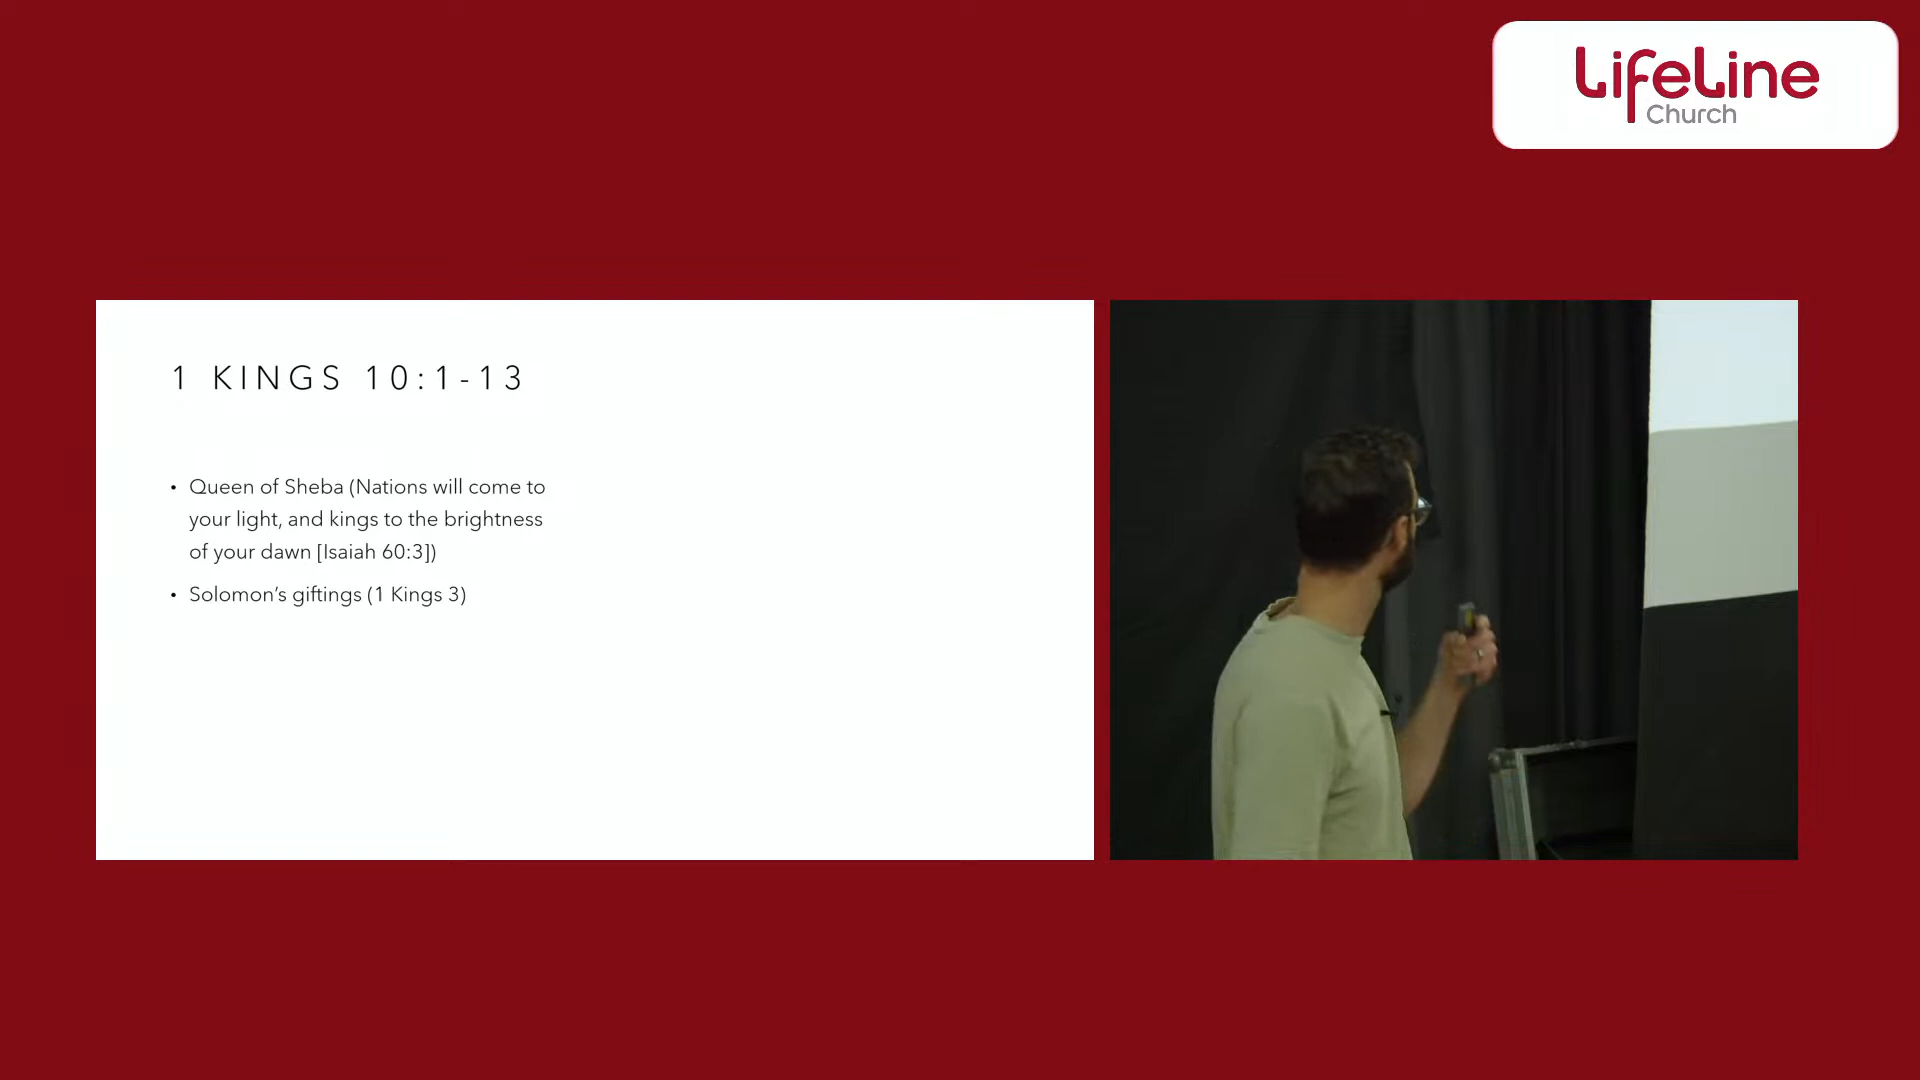 LifeLine
Church
1 KINGS 10:1-13
• Queen of Sheba (Nations will come to
your light, and kings to the brightness
of your dawn [Isaiah 60:3])
• Solomon’s giftings (1 Kings 3)